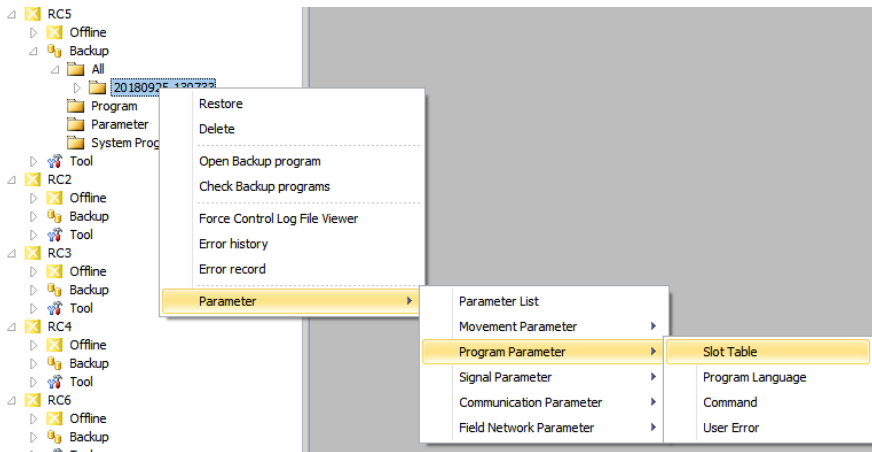 RC5
Offline
Backup
All
20180925-130733
Program
Parameter
System Prog
Tool
RC2
Offline
Backup
Tool
RC3
Offline
Backup
Tool
RC4
Offline
Backup
Tool
RC6
Offline
Backup
Restore
Delete
Open Backup program
Check Backup programs
Force Control Log File Viewer
Error history
Error record
Parameter
Parameter List
Movement Parameter
Program Parameter
Signal Parameter
Communication Parameter
Field Network Parameter
Slot Table
Program Language
Command
User Error